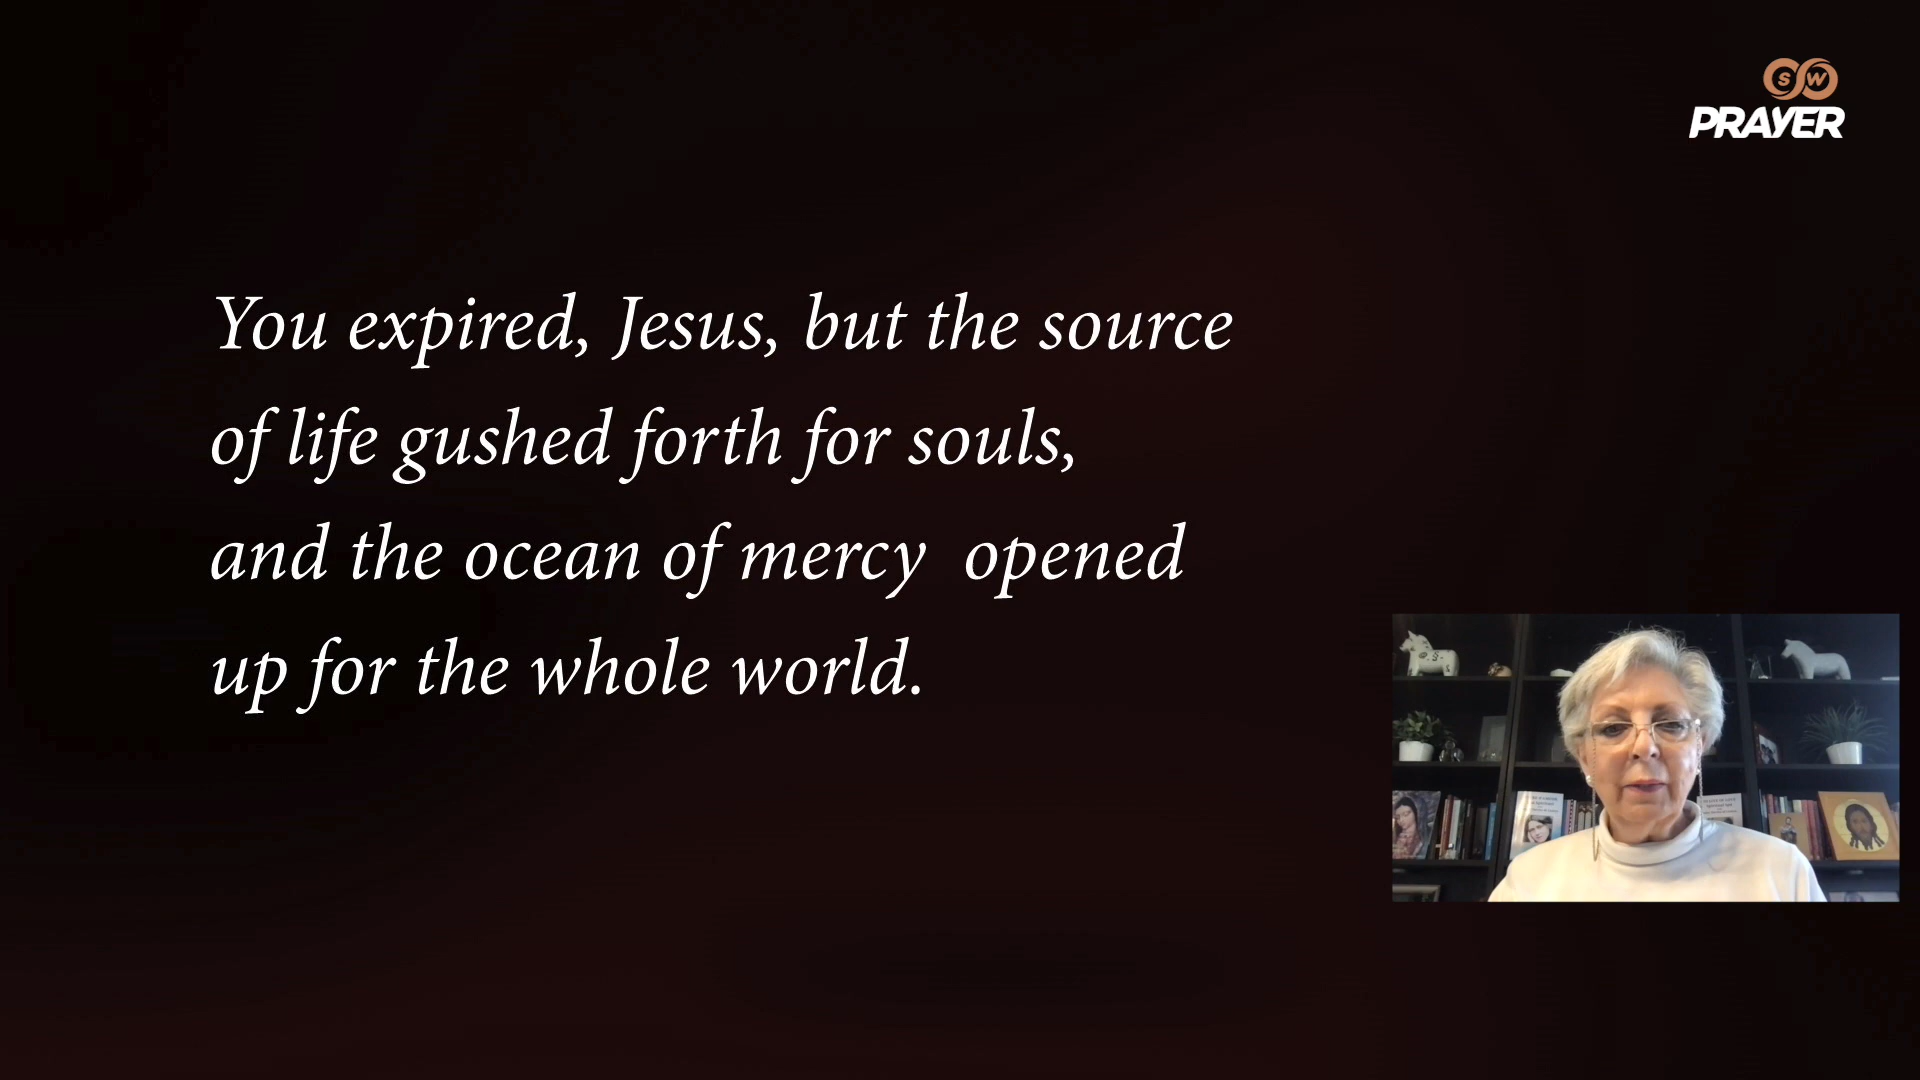 SW
PRAYER
You expired, Jesus, but the source
of life gushed forth for souls,
and the ocean of mercy  opened
up for the whole world.